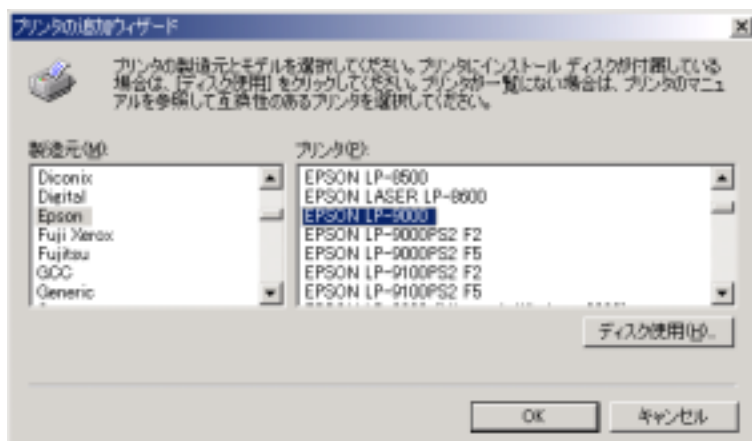 プリンタの追加ウィザード
プリンタの製造元とモデルを選択してください。プリンタにインストール ディスクが付属している
場合は、[ディスク使用] をクリックしてください。プリンタが一覧にない場合は、プリンタのマニュ
アルを参照して互換性のあるプリンタを選択してください。
製造元(M):
プリンタ(P):
Diconix
Digital
Epson
Fuji Xerox
Fujitsu
GCC
Generic
EPSON LP-8500
EPSON LASER LP-8600
EPSON LP-9000
EPSON LP-9000PS2 F2
EPSON LP-9000PS2 F5
EPSON LP-9100PS2 F2
EPSON LP-9100PS2 F5
ディスク使用(H)...
OK
キャンセル